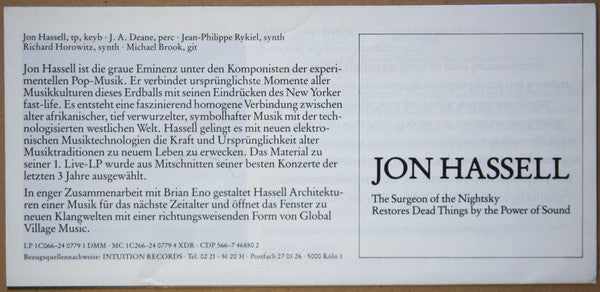 Jon Hassell, tp, keyb · J. A. Deane, perc · Jean-Philippe Rykiel, synth
Richard Horowitz, synth · Michael Brook, git
Jon Hassell ist die graue Eminenz unter den Komponisten der experi-
mentellen Pop-Musik. Er verbindet ursprünglichste Momente aller
Musikkulturen dieses Erdballs mit seinen Eindrücken des New Yorker
fast-life. Es entsteht eine faszinierend homogene Verbindung zwischen
alter afrikanischer, tief verwurzelter, symbolhafter Musik mit der tech-
nologisierten westlichen Welt. Hassell gelingt es mit neuen elektro-
nischen Musiktechnologien die Kraft und Ursprünglichkeit alter
Musiktraditionen zu neuem Leben zu erwecken. Das Material zu
seiner 1. Live-LP wurde aus Mitschnitten seiner besten Konzerte der
letzten 3 Jahre ausgewählt.
In enger Zusammenarbeit mit Brian Eno gestaltet Hassell Architektu-
ren einer Musik für das nächste Zeitalter und öffnet das Fenster zu
neuen Klangwelten mit einer richtungsweisenden Form von Global
Village Music.
LP 1C066-24 0779 1 DMM · MC 1C266-24 0779 4 XDR · CDP 566-7 46880 2
Bezugsquellennachweise: INTUITION RECORDS · Tel. 02 21 - 51 20 31 · Postfach 27 01 26 · 5000 Köln 1
JON HASSELL
The Surgeon of the Nightsky
Restores Dead Things by the Power of Sound